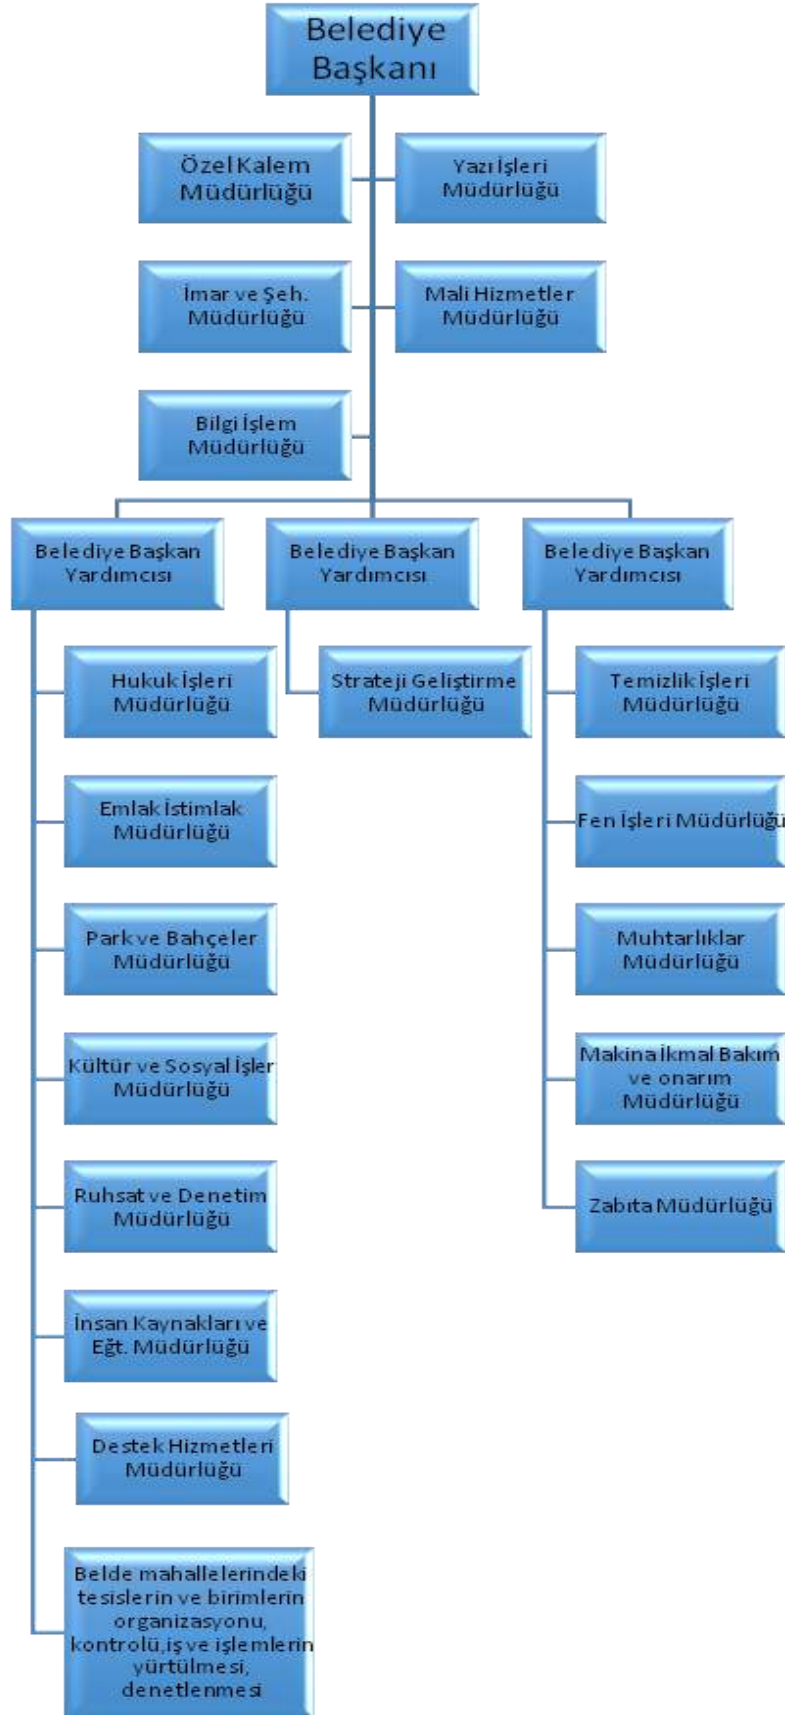 Belediye
Başkanı
Özel Kalem
Müdürlüğü
Yazı İşleri
Müdürlüğü
İmar ve Şeh.
Müdürlüğü
Mali Hizmetler
Müdürlüğü
Bilgi İşlem
Müdürlüğü
Belediye Başkan
Yardımcısı
Belediye Başkan
Yardımcısı
Belediye Başkan
Yardımcısı
Hukuk İşleri
Müdürlüğü
Emlak İstimlak
Müdürlüğü
Park ve Bahçeler
Müdürlüğü
Kültür ve Sosyal İşler
Müdürlüğü
Ruhsat ve Denetim
Müdürlüğü
İnsan Kaynakları ve
Eğt. Müdürlüğü
Destek Hizmetleri
Müdürlüğü
Belde mahallelerindeki
tesislerin ve birimlerin
organizasyonu,
kontrolü,iş ve işlemlerin
yürtülmesi,
denetlenmesi
Strateji Geliştirme
Müdürlüğü
Temizlik İşleri
Müdürlüğü
Fen İşleri Müdürlüğü
Muhtarlıklar
Müdürlüğü
Makina İkmal Bakım
ve onarım
Müdürlüğü
Zabıta Müdürlüğü